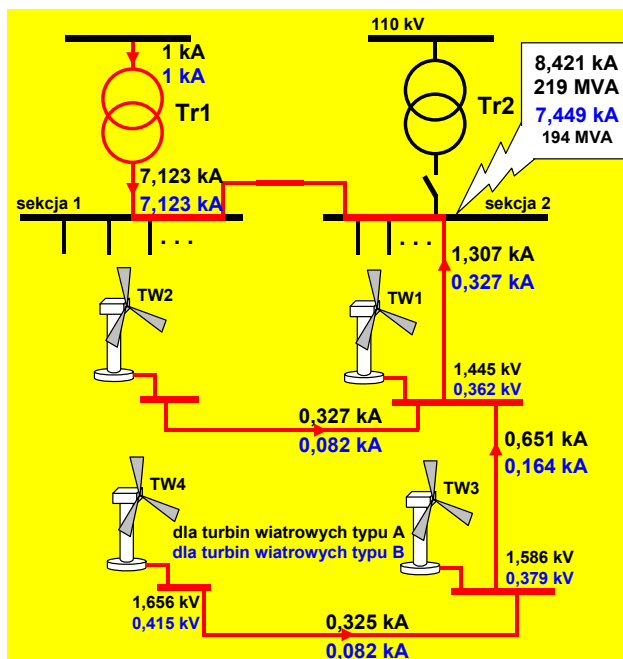 110 kV
1 kA
1 kA
Tr1
Tr2
8,421 kA
219 MVA
7,449 kA
194 MVA
7,123 kA
7,123 kA
sekcja 1
sekcja 2
. . .
. . .
1,307 kA
0,327 kA
TW2
TW1
1,445 kV
0,362 kV
0,327 kA
0,082 kA
0,651 kA
0,164 kA
TW4
TW3
dla turbin wiatrowych typu A
dla turbin wiatrowych typu B
1,586 kV
0,379 kV
1,656 kV
0,415 kV
0,325 kA
0,082 kA